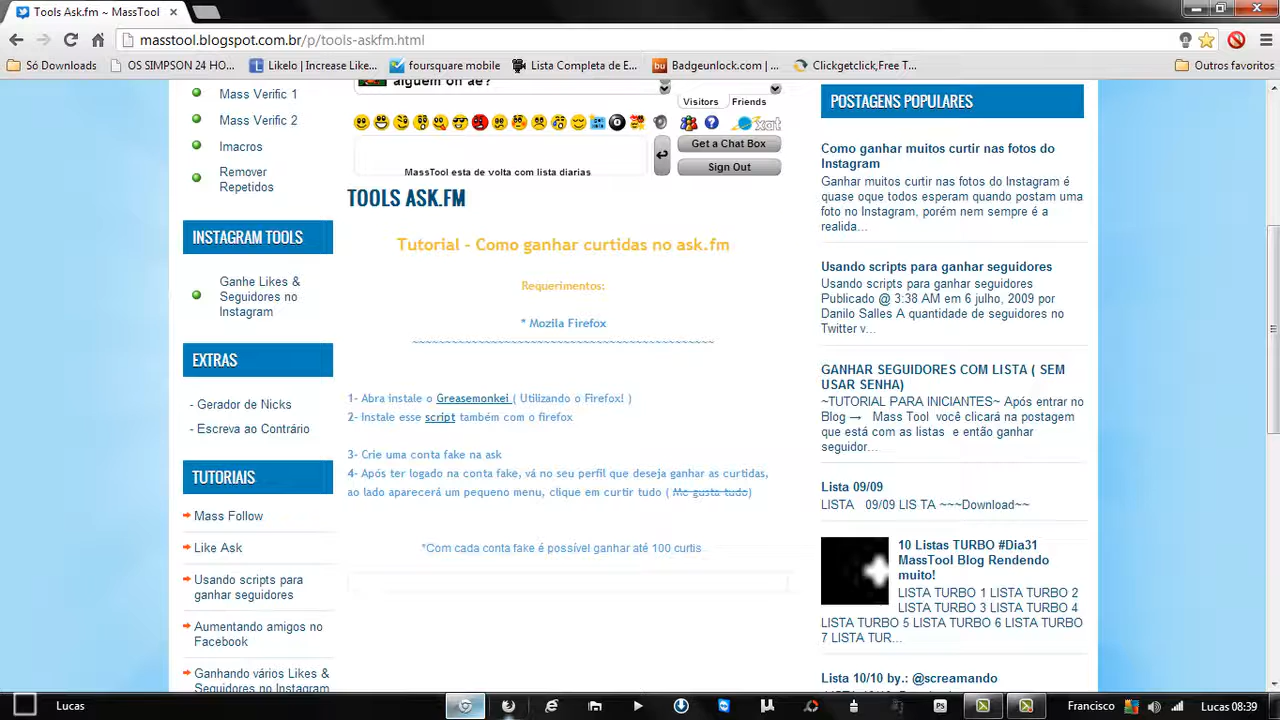 Tools Ask.fm ~ MassTool
masstool.blogspot.com.br/p/tools-askfm.html
Só Downloads
OS SIMPSON 24 HO...
LikeIo | Increase Like...
foursquare mobile
Lista Completa de E...
Badgeunlock.com | ...
Clickgetclick,Free T...
Outros favoritos
Mass Verific 1
Mass Verific 2
Imacros
Remover
Repetidos
INSTAGRAM TOOLS
Ganhe Likes &
Seguidores no
Instagram
EXTRAS
- Gerador de Nicks
- Escreva ao Contrário
TUTORIAIS
Mass Follow
Like Ask
Usando scripts para
ganhar seguidores
Aumentando amigos no
Facebook
Ganhando vários Likes &
Seguidores no Instagram
alguem on ae?
Visitors
Friends
xat
Get a Chat Box
Sign Out
MassTool esta de volta com lista diarias
TOOLS ASK.FM
Tutorial - Como ganhar curtidas no ask.fm
Requerimentos:
* Mozila Firefox
~~~~~~~~~~~~~~~~~~~~~~~~~~~~~~~~~~~~~~~~~~~
1- Abra instale o Greasemonkei ( Utilizando o Firefox! )
2- Instale esse script também com o firefox
3- Crie uma conta fake na ask
4- Após ter logado na conta fake, vá no seu perfil que deseja ganhar as curtidas,
ao lado aparecerá um pequeno menu, clique em curtir tudo ( Me gusta tudo)
*Com cada conta fake é possível ganhar até 100 curtis
POSTAGENS POPULARES
Como ganhar muitos curtir nas fotos do
Instagram
Ganhar muitos curtir nas fotos do Instagram é
quase oque todos esperam quando postam uma
foto no Instagram, porém nem sempre é a
realida...
Usando scripts para ganhar seguidores
Usando scripts para ganhar seguidores
Publicado @ 3:38 AM em 6 julho, 2009 por
Danilo Salles A quantidade de seguidores no
Twitter v...
GANHAR SEGUIDORES COM LISTA ( SEM
USAR SENHA)
~TUTORIAL PARA INICIANTES~ Após entrar no
Blog → Mass Tool você clicará na postagem
que está com as listas e então ganhar
seguidor...
Lista 09/09
LISTA 09/09 LIS TA ~~~Download~~
10 Listas TURBO #Dia31
MassTool Blog Rendendo
muito!
LISTA TURBO 1 LISTA TURBO 2
LISTA TURBO 3 LISTA TURBO 4
LISTA TURBO 5 LISTA TURBO 6 LISTA TURBO
7 LISTA TUR...
Lista 10/10 by.: @screamando
Lucas
Francisco
Lucas 08:39